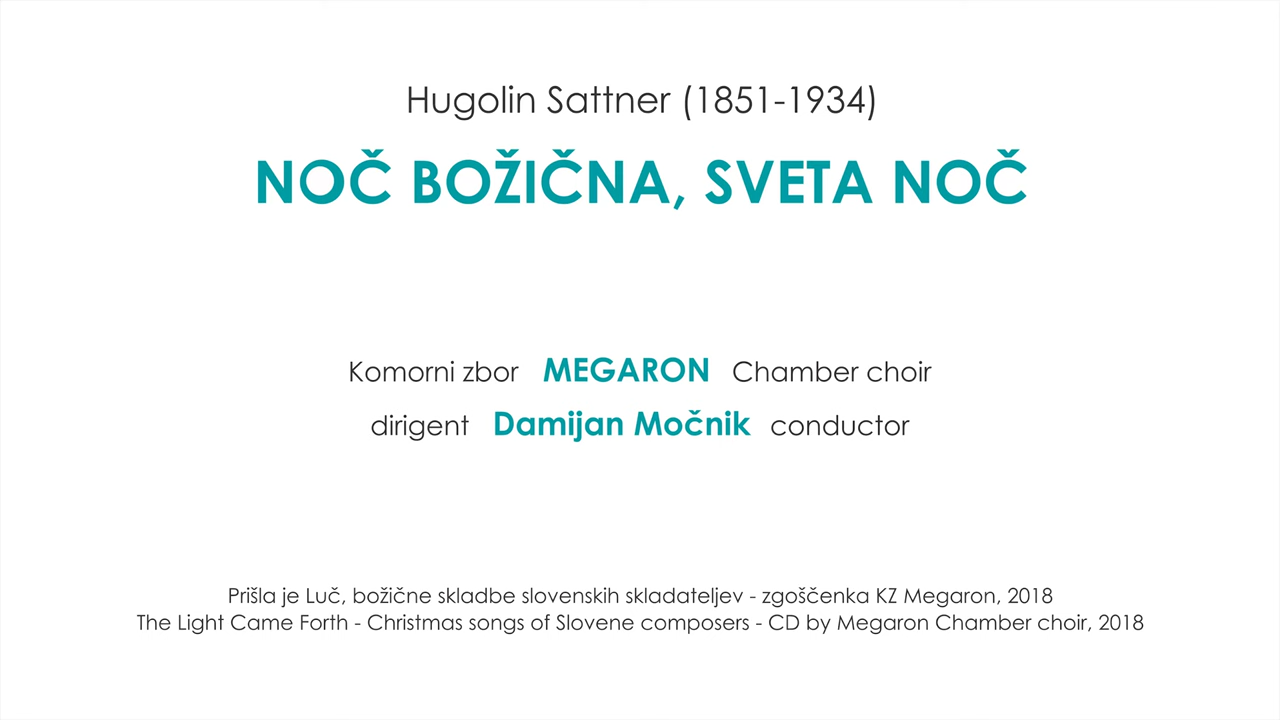 Hugolin Sattner (1851-1934)
NOČ BOŽIČNA, SVETA NOČ
Komorni zbor MEGARON Chamber choir
dirigent Damijan Močnik conductor
Prišla je Luč, božične skladbe slovenskih skladateljev - zgoščenka KZ Megaron, 2018
The Light Came Forth - Christmas songs of Slovene composers - CD by Megaron Chamber choir, 2018